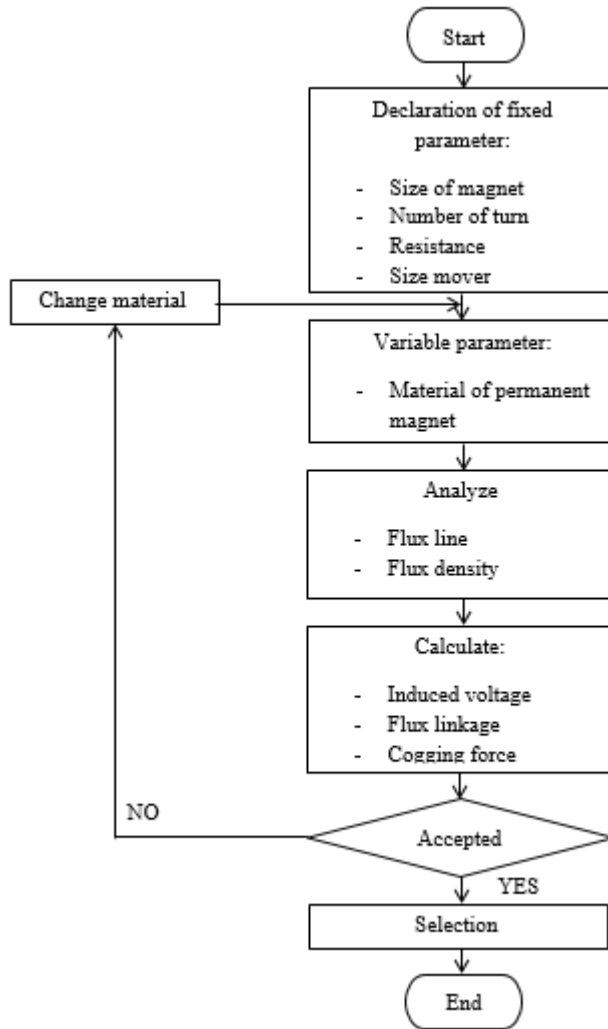 Start
Declaration of fixed
parameter:
- Size of magnet
- Number of turn
- Resistance
- Size mover
Change material
Variable parameter:
- Material of permanent
magnet
Analyze
- Flux line
- Flux density
Calculate:
- Induced voltage
- Flux linkage
- Cogging force
NO
Accepted
YES
Selection
End